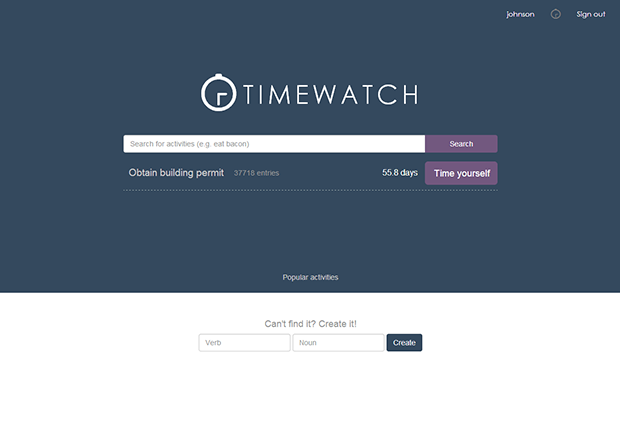 johnson Sign out
TIMEWATCH
Search for activities (e.g. eat bacon) Search
Obtain building permit 37718 entries 55.8 days Time yourself
Popular activities
Can't find it? Create it!
Verb Noun Create